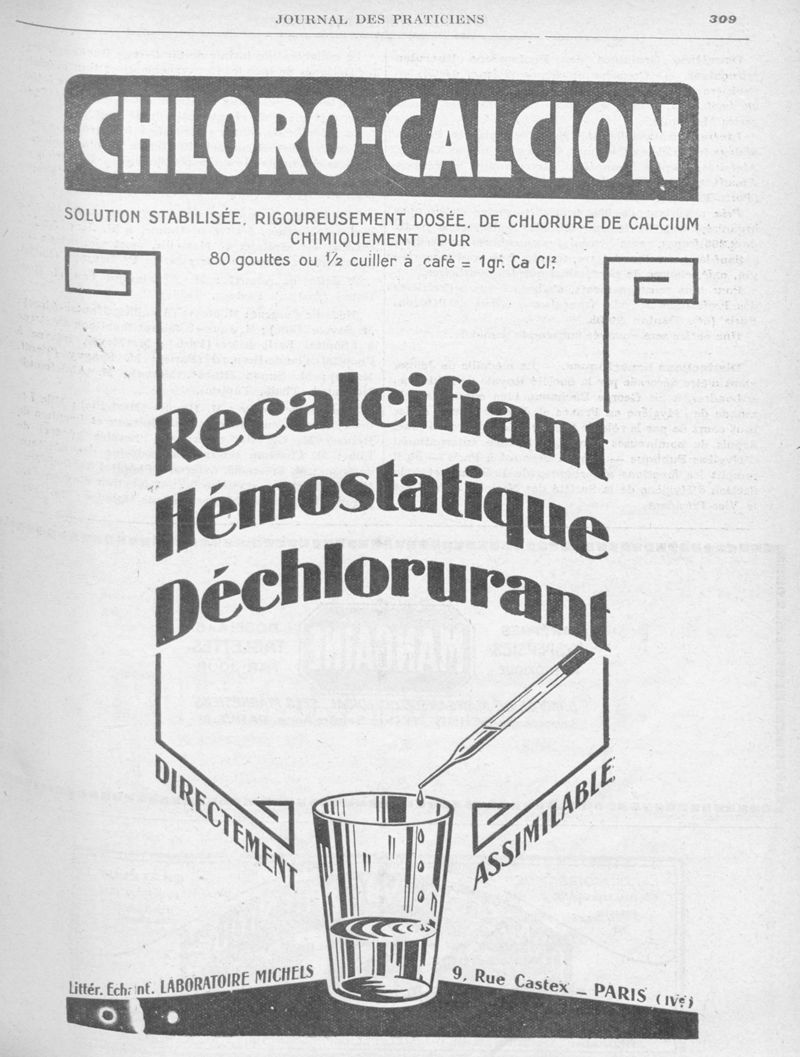 JOURNAL DES PRATICIENS
309
CHLORO-CALCION
SOLUTION STABILISÉE, RIGOUREUSEMENT DOSÉE, DE CHLORURE DE CALCIUM
CHIMIQUEMENT PUR
80 gouttes ou 1/2 cuiller à café = 1gr. Ca Cl².
Recalcifiant
Hémostatique
Déchlorurant
DIRECTEMENT
ASSIMILABLE
Littér. Échant. LABORATOIRE MICHELS
9, Rue Castex _ PARIS (IVe)